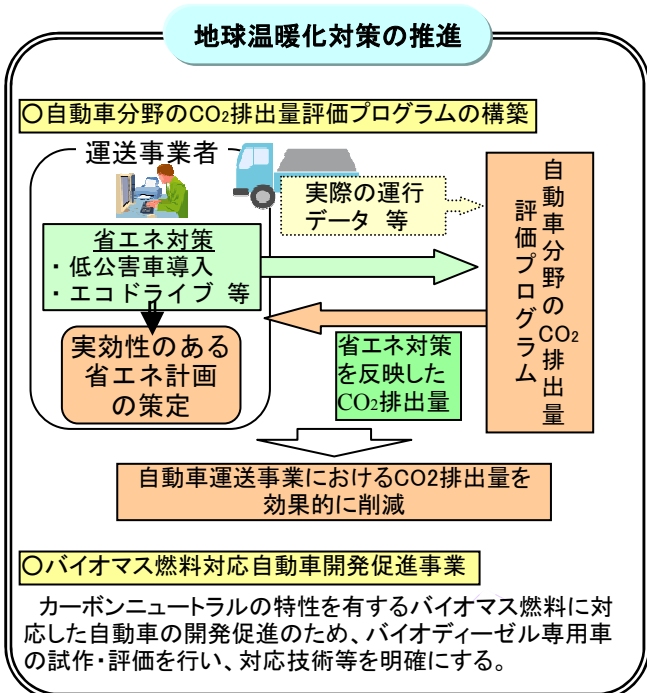 地球温暖化対策の推進
○自動車分野のCO₂排出量評価プログラムの構築
運送事業者
実際の運行
データ 等
省エネ対策
・低公害車導入
・エコドライブ 等
実効性のある
省エネ計画
の策定
省エネ対策
を反映した
CO₂排出量
自動車分野のCO₂排出量
評価プログラム
自動車運送事業におけるCO2排出量を
効果的に削減
○バイオマス燃料対応自動車開発促進事業
カーボンニュートラルの特性を有するバイオマス燃料に対
応した自動車の開発促進のため、バイオディーゼル専用車
の試作・評価を行い、対応技術等を明確にする。